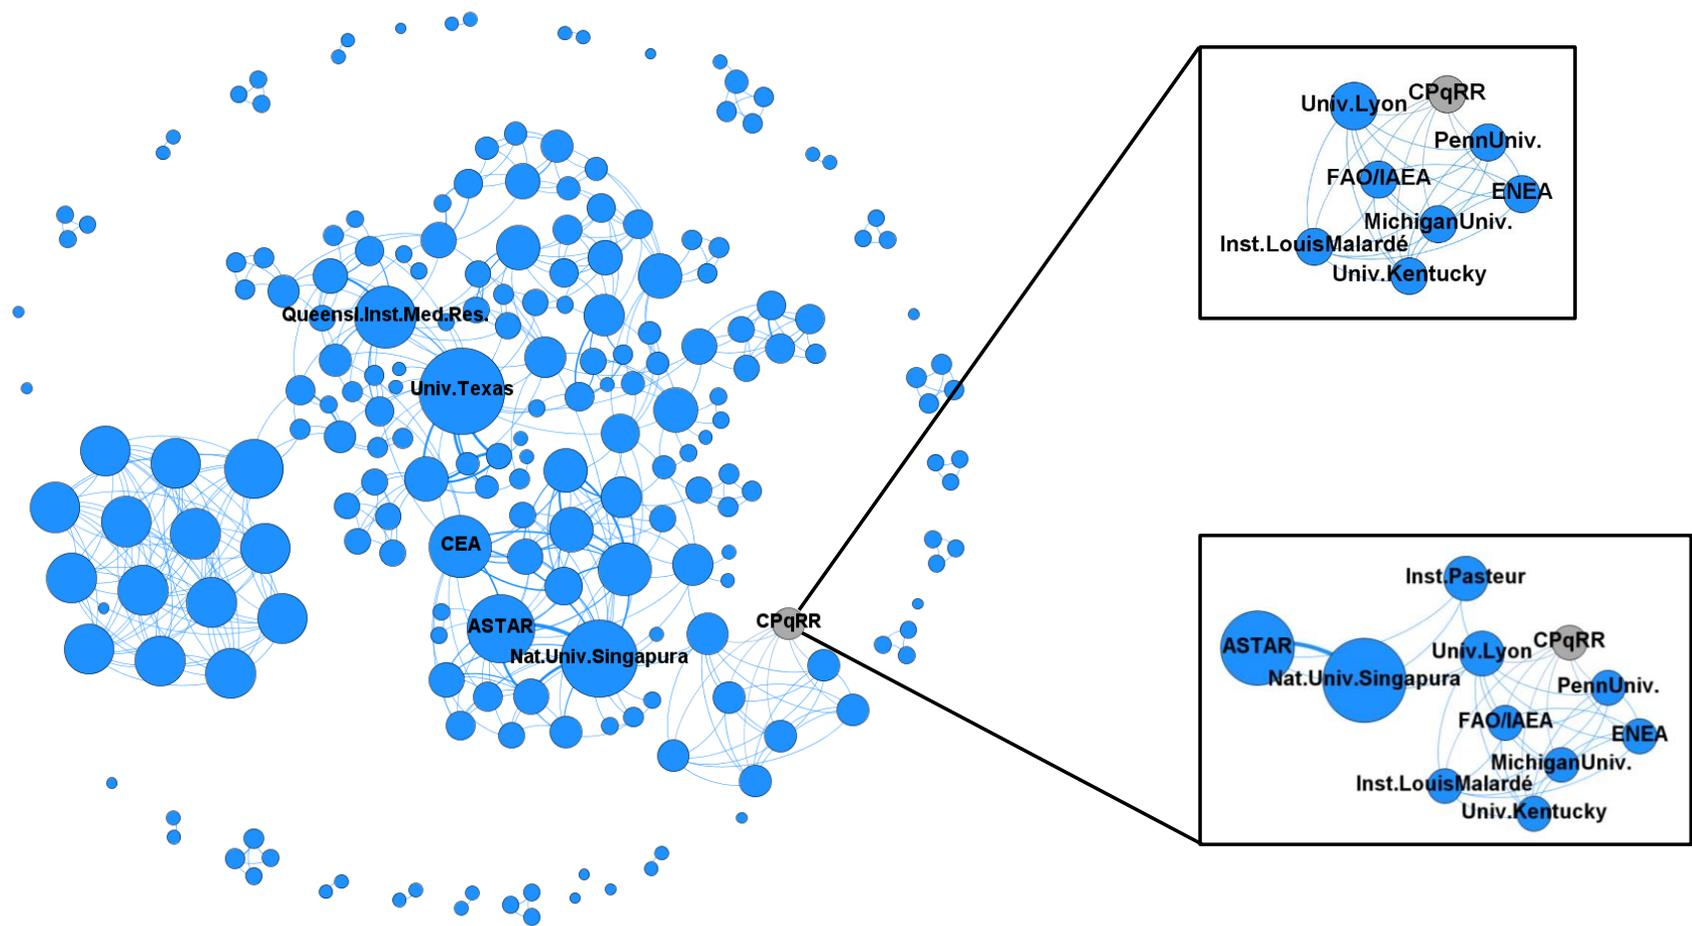 Queensl.Inst.Med.Res.
Univ.Texas
CEA
ASTAR
Nat.Univ.Singapura
CPqRR
Univ.Lyon
CPqRR
PennUniv.
FAO/IAEA
ENEA
MichiganUniv.
Inst.LouisMalardé
Univ.Kentucky
Inst.Pasteur
ASTAR
Univ.Lyon
CPqRR
Nat.Univ.Singapura
PennUniv.
FAO/IAEA
ENEA
MichiganUniv.
Inst.LouisMalardé
Univ.Kentucky